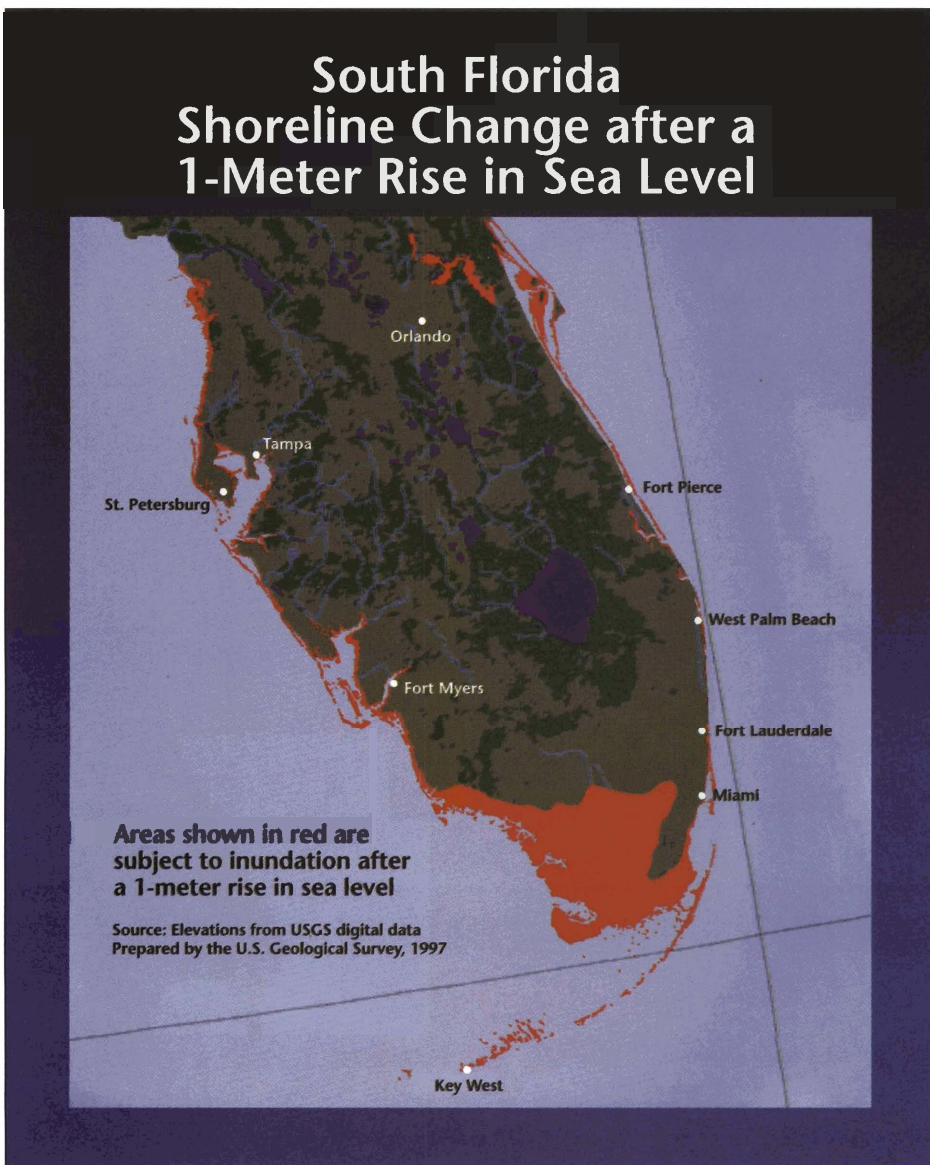 South Florida
Shoreline Change after a
1-Meter Rise in Sea Level
Orlando
Tampa
St. Petersburg
Fort Pierce
West Palm Beach
Fort Myers
Fort Lauderdale
Miami
Areas shown in red are
subject to inundation after
a 1-meter rise in sea level
Source: Elevations from USGS digital data
Prepared by the U.S. Geological Survey, 1997
Key West